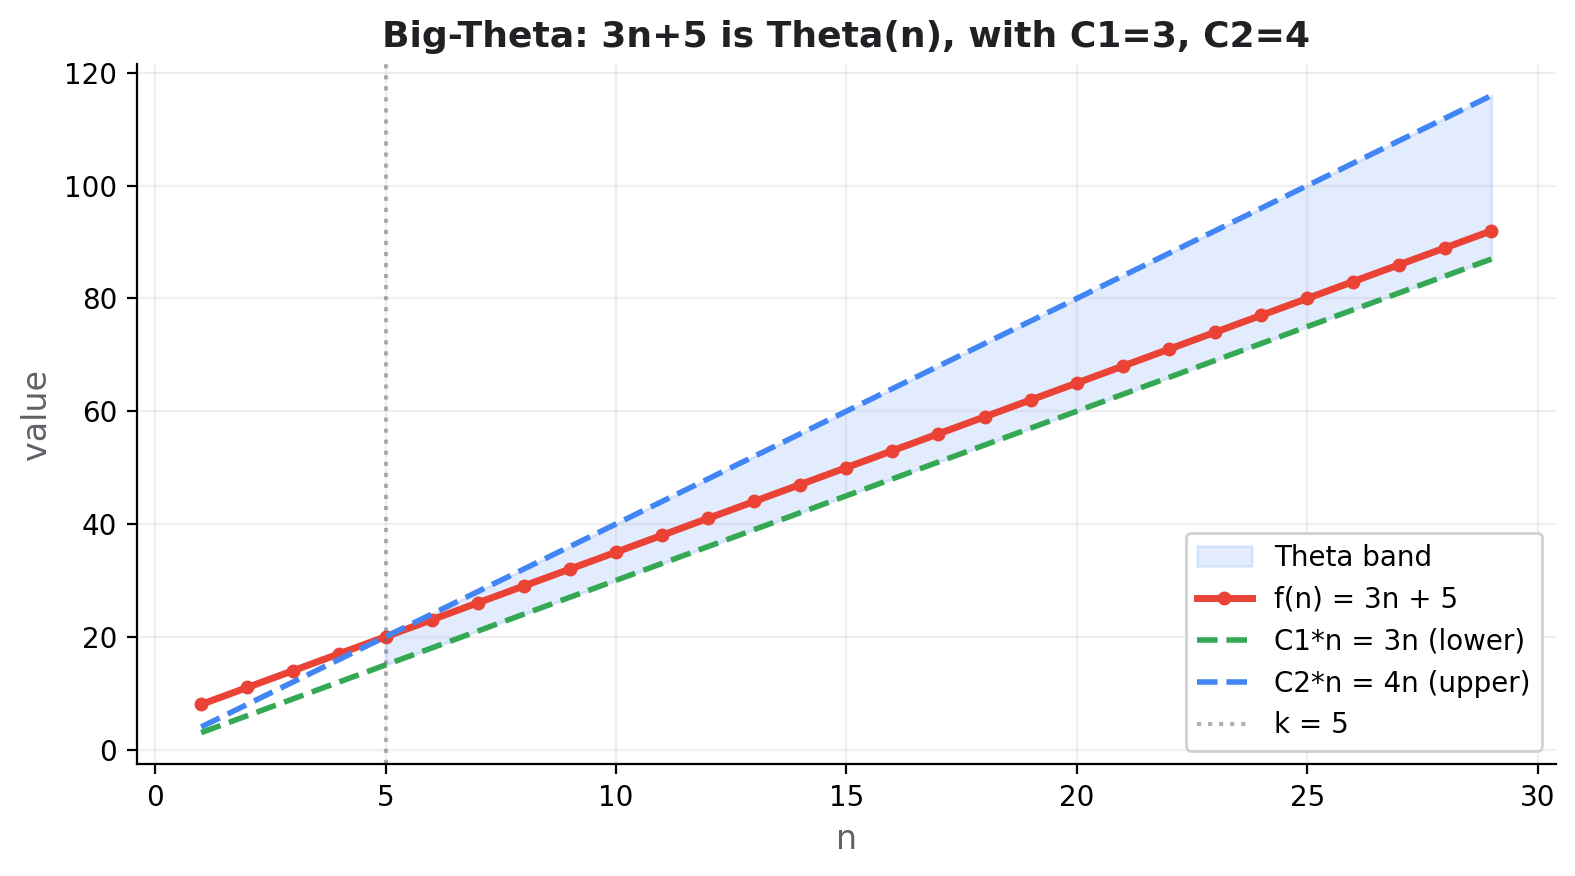 Big-Theta: 3n+5 is Theta(n), with C1=3, C2=4
120
100
80
60
40
20
0
value
Theta band
f(n) = 3n + 5
C1*n = 3n (lower)
C2*n = 4n (upper)
k = 5
0 5 10 15 20 25 30
n